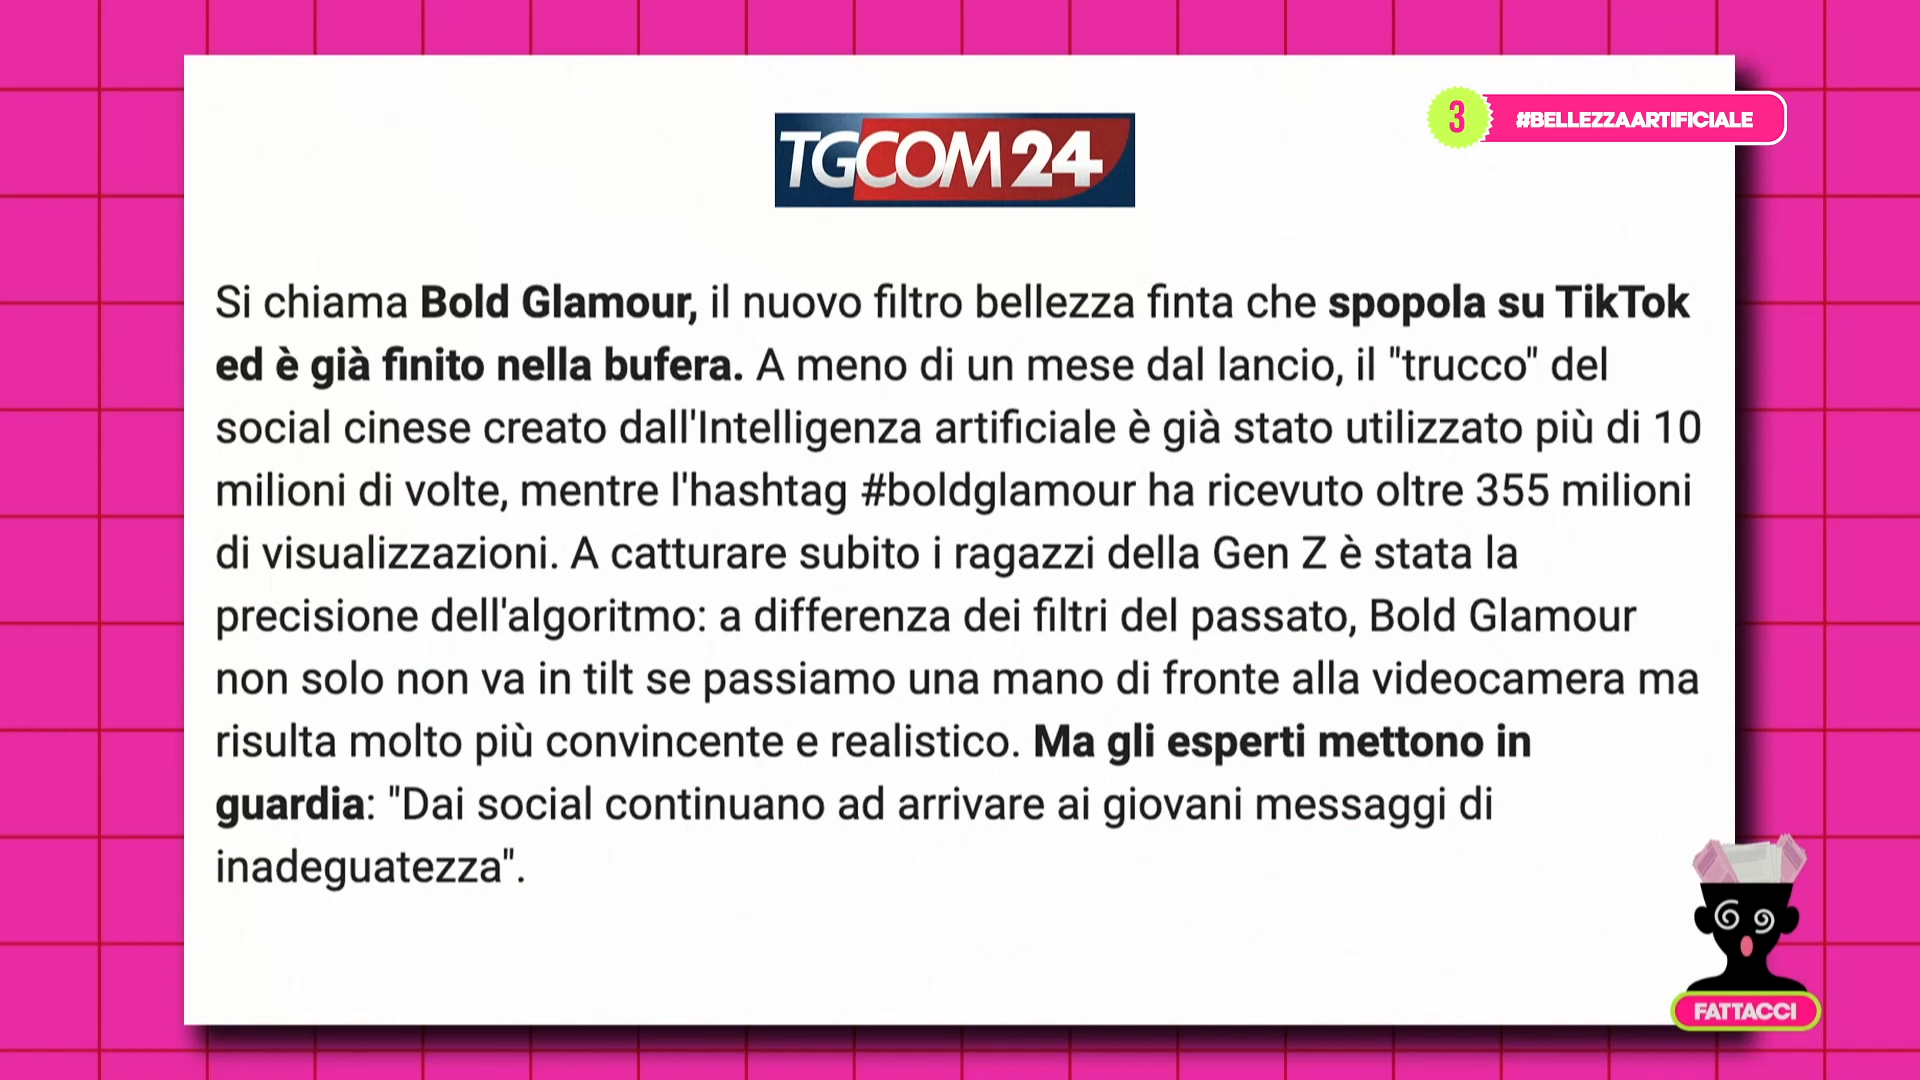 3 #BELLEZZAARTIFICIALE
TGCOM24
Si chiama Bold Glamour, il nuovo filtro bellezza finta che spopola su TikTok
ed è già finito nella bufera. A meno di un mese dal lancio, il "trucco" del
social cinese creato dall'Intelligenza artificiale è già stato utilizzato più di 10
milioni di volte, mentre l'hashtag #boldglamour ha ricevuto oltre 355 milioni
di visualizzazioni. A catturare subito i ragazzi della Gen Z è stata la
precisione dell'algoritmo: a differenza dei filtri del passato, Bold Glamour
non solo non va in tilt se passiamo una mano di fronte alla videocamera ma
risulta molto più convincente e realistico. Ma gli esperti mettono in
guardia: "Dai social continuano ad arrivare ai giovani messaggi di
inadeguatezza".
FATTACCI